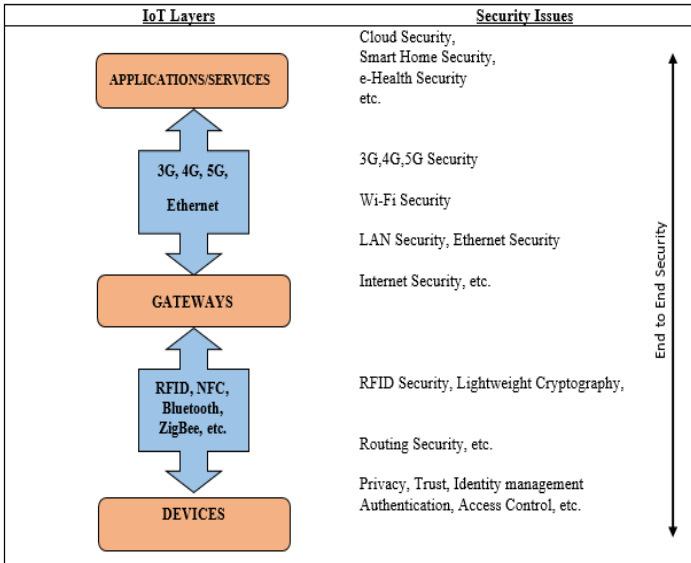 IoT Layers
Security Issues
APPLICATIONS/SERVICES
Cloud Security,
Smart Home Security,
e-Health Security
etc.
3G, 4G, 5G,
Ethernet
3G,4G,5G Security
Wi-Fi Security
LAN Security, Ethernet Security
Internet Security, etc.
GATEWAYS
RFID, NFC,
Bluetooth,
ZigBee, etc.
RFID Security, Lightweight Cryptography,
Routing Security, etc.
Privacy, Trust, Identity management
Authentication, Access Control, etc.
DEVICES
End to End Security